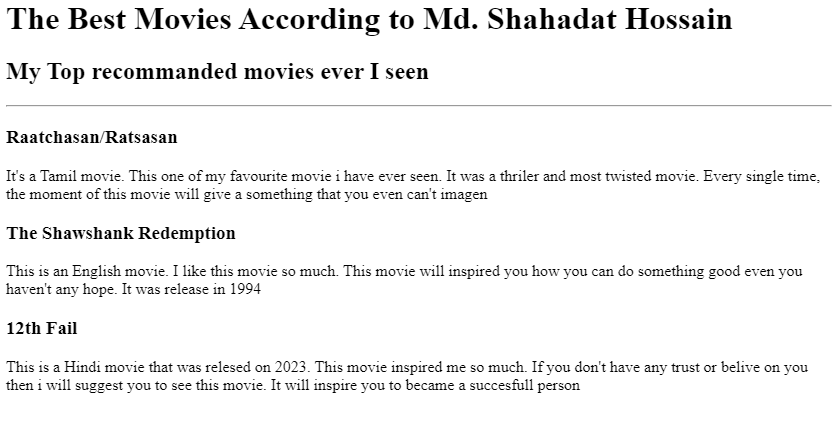 The Best Movies According to Md. Shahadat Hossain
My Top recommanded movies ever I seen
Raatchasan/Ratsasan
It's a Tamil movie. This one of my favourite movie i have ever seen. It was a thriler and most twisted movie. Every single time,
the moment of this movie will give a something that you even can't imagen
The Shawshank Redemption
This is an English movie. I like this movie so much. This movie will inspired you how you can do something good even you
haven't any hope. It was release in 1994
12th Fail
This is a Hindi movie that was relesed on 2023. This movie inspired me so much. If you don't have any trust or belive on you
then i will suggest you to see this movie. It will inspire you to became a succesfull person